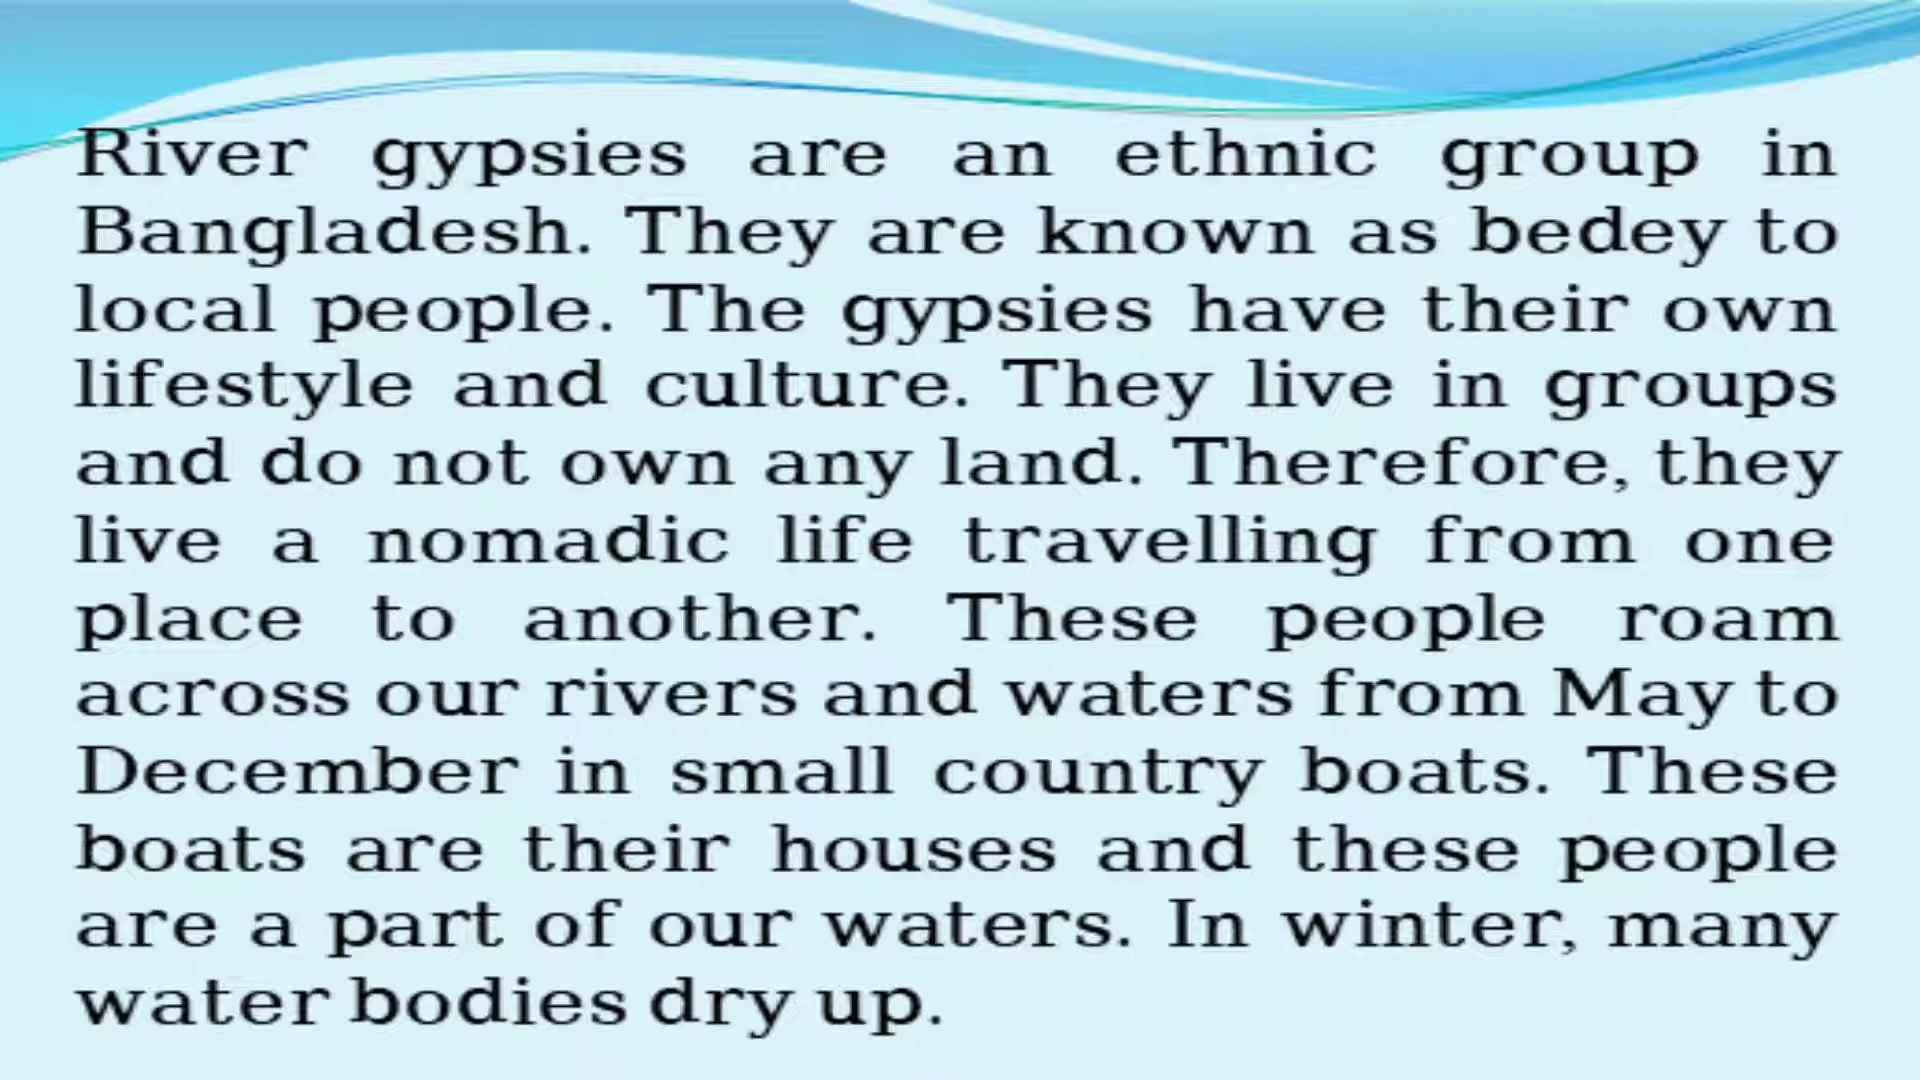 River gypsies are an ethnic group in
Bangladesh. They are known as bedey to
local people. The gypsies have their own
lifestyle and culture. They live in groups
and do not own any land. Therefore, they
live a nomadic life travelling from one
place to another. These people roam
across our rivers and waters from May to
December in small country boats. These
boats are their houses and these people
are a part of our waters. In winter, many
water bodies dry up.